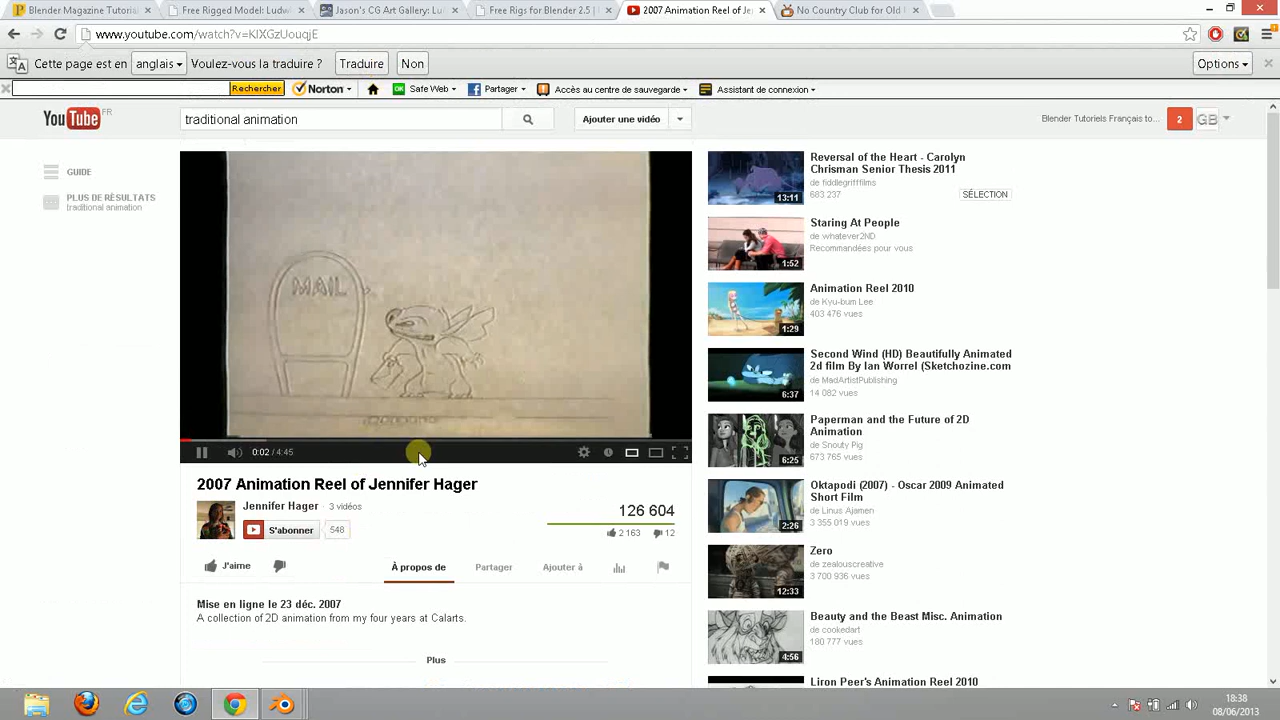 Blender Magazine Tutorial
Free Rigged Model: Ludwi
Jason's CG Art Gallery: Lu
Free Rigs for Blender 2.5 |
2007 Animation Reel of Je
No Country Club for Old
www.youtube.com/watch?v=KlXGzUouqjE
Cette page est en anglais Voulez-vous la traduire ? Traduire Non Options
Rechercher Norton Safe Web Partager Accès au centre de sauvegarde Assistant de connexion
YouTube FR
traditional animation
Ajouter une vidéo
Blender Tutoriels Français to... 2 GB
GUIDE
PLUS DE RÉSULTATS
traditional animation
MAIL
0:02 / 4:45
2007 Animation Reel of Jennifer Hager
Jennifer Hager · 3 vidéos
S'abonner 548
126 604
2 163 12
J'aime
À propos de Partager Ajouter à
Mise en ligne le 23 déc. 2007
A collection of 2D animation from my four years at Calarts.
Plus
13:11
Reversal of the Heart - Carolyn
Chrisman Senior Thesis 2011
de fiddlegrifffilms
683 237
SÉLECTION
1:52
Staring At People
de whatever2ND
Recommandées pour vous
1:29
Animation Reel 2010
de Kyu-bum Lee
403 476 vues
6:37
Second Wind (HD) Beautifully Animated
2d film By Ian Worrel (Sketchozine.com
de MadArtistPublishing
14 082 vues
6:25
Paperman and the Future of 2D
Animation
de Snouty Pig
673 765 vues
2:26
Oktapodi (2007) - Oscar 2009 Animated
Short Film
de Linus Ajamen
3 355 019 vues
12:33
Zero
de zealouscreative
3 700 936 vues
4:56
Beauty and the Beast Misc. Animation
de cookedart
180 777 vues
Liron Peer's Animation Reel 2010
18:38
08/06/2013